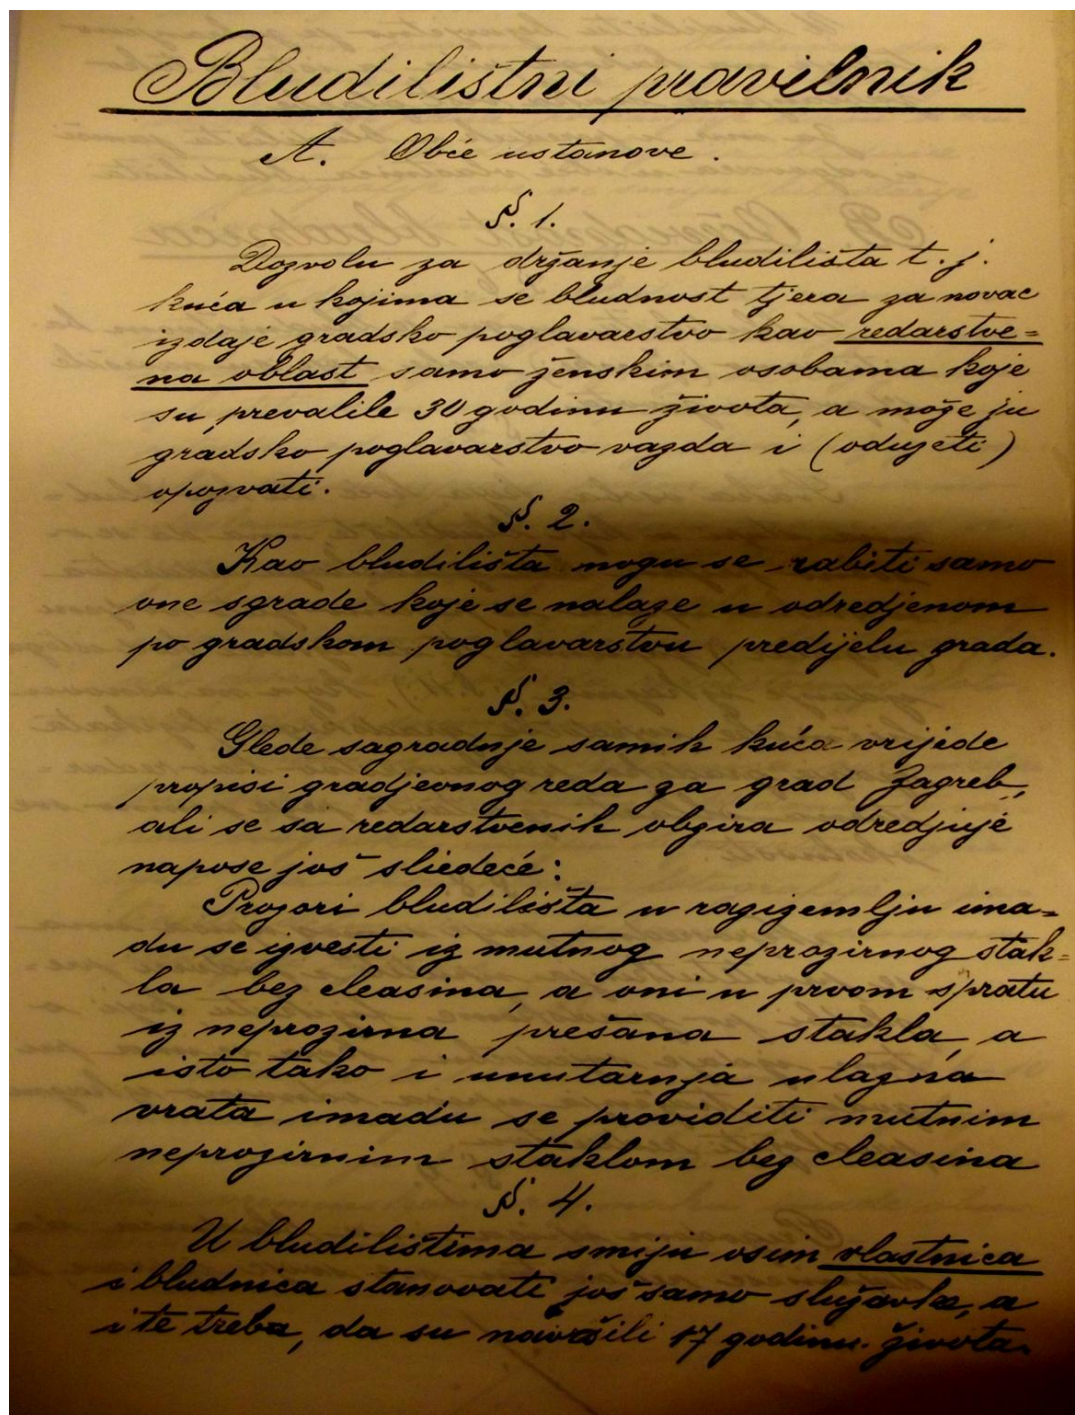 Bludilištni pravilnik
A. Obće ustanove.
§. 1.
Dozvolu za držanje bludilišta t. j.
kuća u kojima se bludnost tjera za novac
izdaje gradsko poglavarstvo kao redarstve=
na oblast samo ženskim osobama koje
su prevalile 30 godinu života, a može ju
gradsko poglavarstvo vazda i (oduzeti)
opozvati.
§. 2.
Kao bludilišta mogu se rabiti samo
one sgrade koje se nalaze u odredjenom
po gradskom poglavarstvu predijelu grada.
§. 3.
Glede sagradnje samih kuća vrijede
propisi gradjevnog reda za grad Zagreb,
ali se sa redarstvenih obzira odredjuje
napose još sliedeće:
Prozori bludilišta u razizemlju ima=
du se izvesti iz mutnog neprozirnog stak=
la bez cleasina, a oni u prvom spratu
iz neprozirna prešana stakla, a
isto tako i unutarnja ulazna
vrata imadu se providiti mutnim
neprozirnim staklom bez cleasina
§. 4.
U bludilištima smiju osim vlastnica
i bludnica stanovati još samo služavke, a
i te treba, da su navršili 17 godinu života.